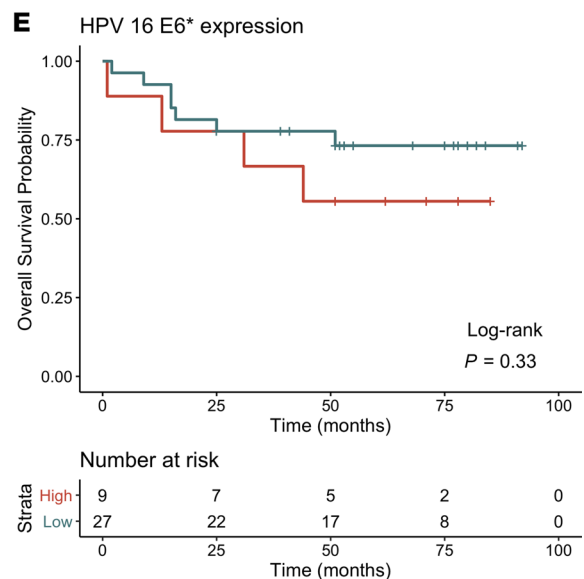 E
HPV 16 E6* expression
Overall Survival Probability
1.00
0.75
0.50
0.25
0.00
Log-rank
P = 0.33
0 25 50 75 100
Time (months)
Number at risk
Strata
High 9 7 5 2 0
Low 27 22 17 8 0
0 25 50 75 100
Time (months)